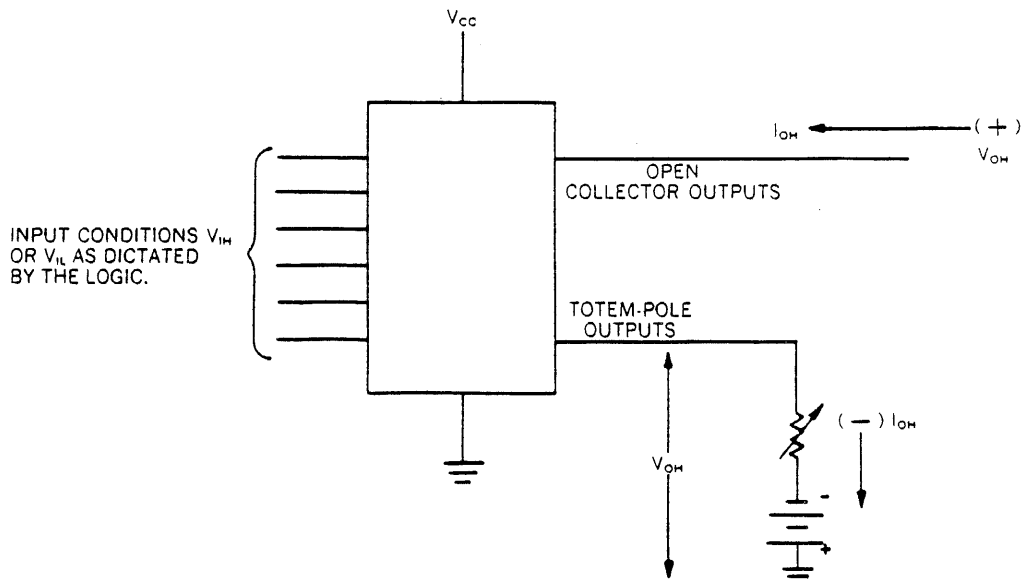 VCC
IOH
(+)
VOH
OPEN
COLLECTOR OUTPUTS
INPUT CONDITIONS VIH
OR VIL AS DICTATED
BY THE LOGIC.
TOTEM-POLE
OUTPUTS
VOH
(-) IOH
-
+